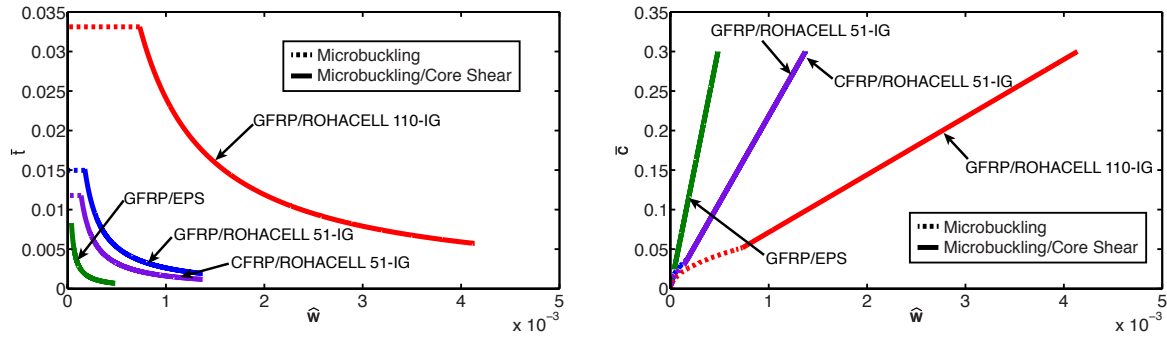 0.035
0.03
0.025
0.02
0.015
0.01
0.005
0
t̄
Microbuckling
Microbuckling/Core Shear
GFRP/ROHACELL 110-IG
GFRP/EPS
GFRP/ROHACELL 51-IG
CFRP/ROHACELL 51-IG
0 1 2 3 4 5
ŵ
x 10⁻³
0.35
0.3
0.25
0.2
0.15
0.1
0.05
0
c̄
GFRP/ROHACELL 51-IG
CFRP/ROHACELL 51-IG
GFRP/ROHACELL 110-IG
Microbuckling
Microbuckling/Core Shear
GFRP/EPS
0 1 2 3 4 5
ŵ
x 10⁻³